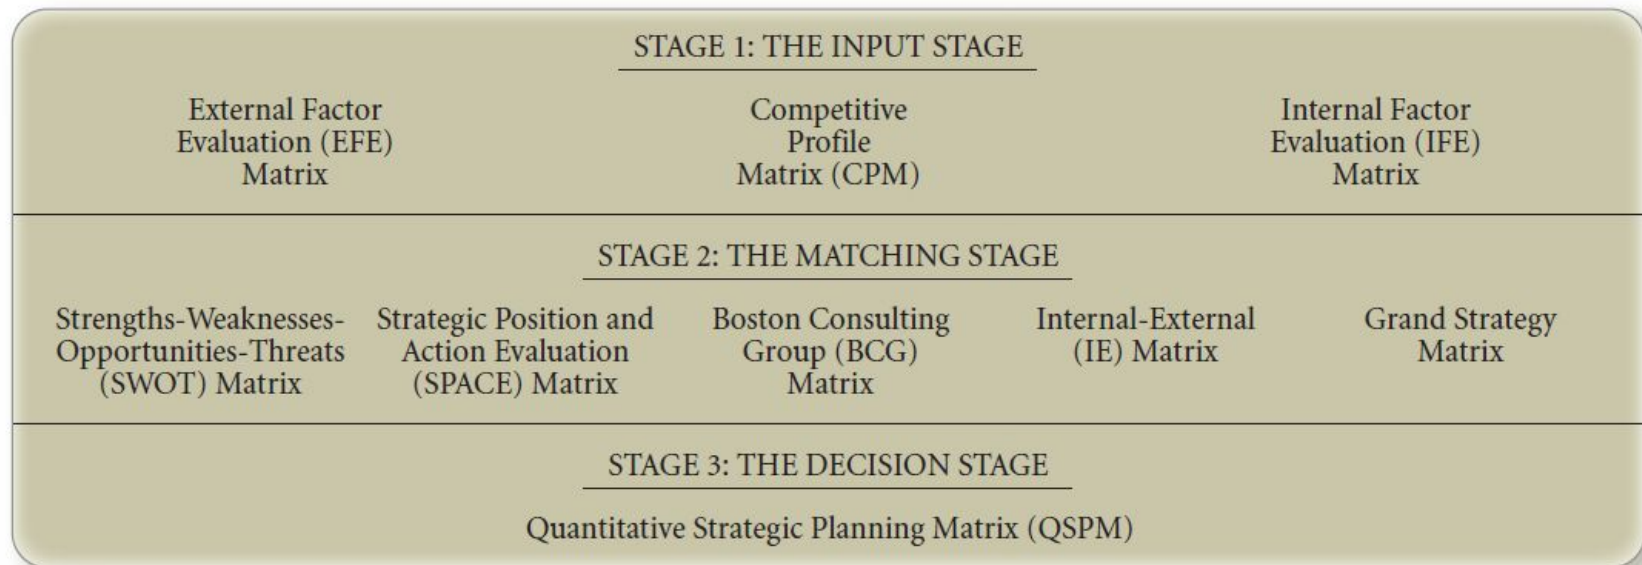 STAGE 1: THE INPUT STAGE
External Factor
Evaluation (EFE)
Matrix
Competitive
Profile
Matrix (CPM)
Internal Factor
Evaluation (IFE)
Matrix
STAGE 2: THE MATCHING STAGE
Strengths-Weaknesses-
Opportunities-Threats
(SWOT) Matrix
Strategic Position and
Action Evaluation
(SPACE) Matrix
Boston Consulting
Group (BCG)
Matrix
Internal-External
(IE) Matrix
Grand Strategy
Matrix
STAGE 3: THE DECISION STAGE
Quantitative Strategic Planning Matrix (QSPM)